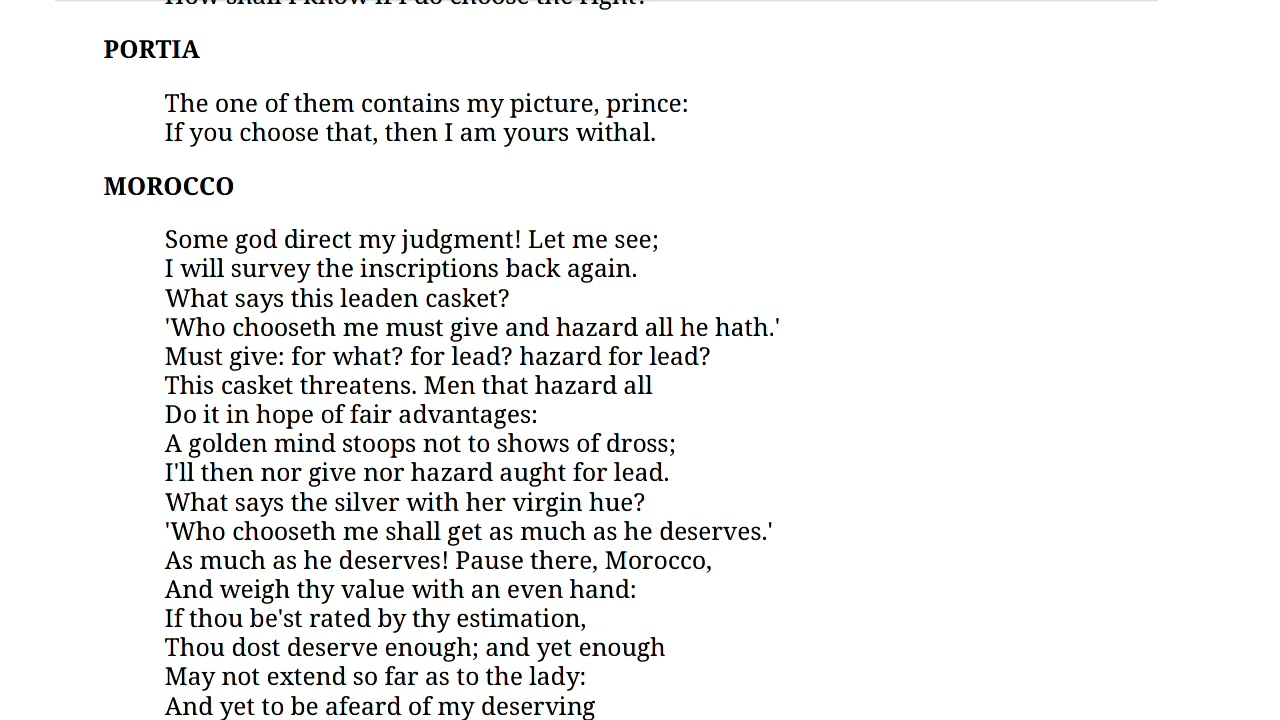 How shall I know if I do choose the right?
PORTIA
The one of them contains my picture, prince:
If you choose that, then I am yours withal.
MOROCCO
Some god direct my judgment! Let me see;
I will survey the inscriptions back again.
What says this leaden casket?
'Who chooseth me must give and hazard all he hath.'
Must give: for what? for lead? hazard for lead?
This casket threatens. Men that hazard all
Do it in hope of fair advantages:
A golden mind stoops not to shows of dross;
I'll then nor give nor hazard aught for lead.
What says the silver with her virgin hue?
'Who chooseth me shall get as much as he deserves.'
As much as he deserves! Pause there, Morocco,
And weigh thy value with an even hand:
If thou be'st rated by thy estimation,
Thou dost deserve enough; and yet enough
May not extend so far as to the lady:
And yet to be afeard of my deserving